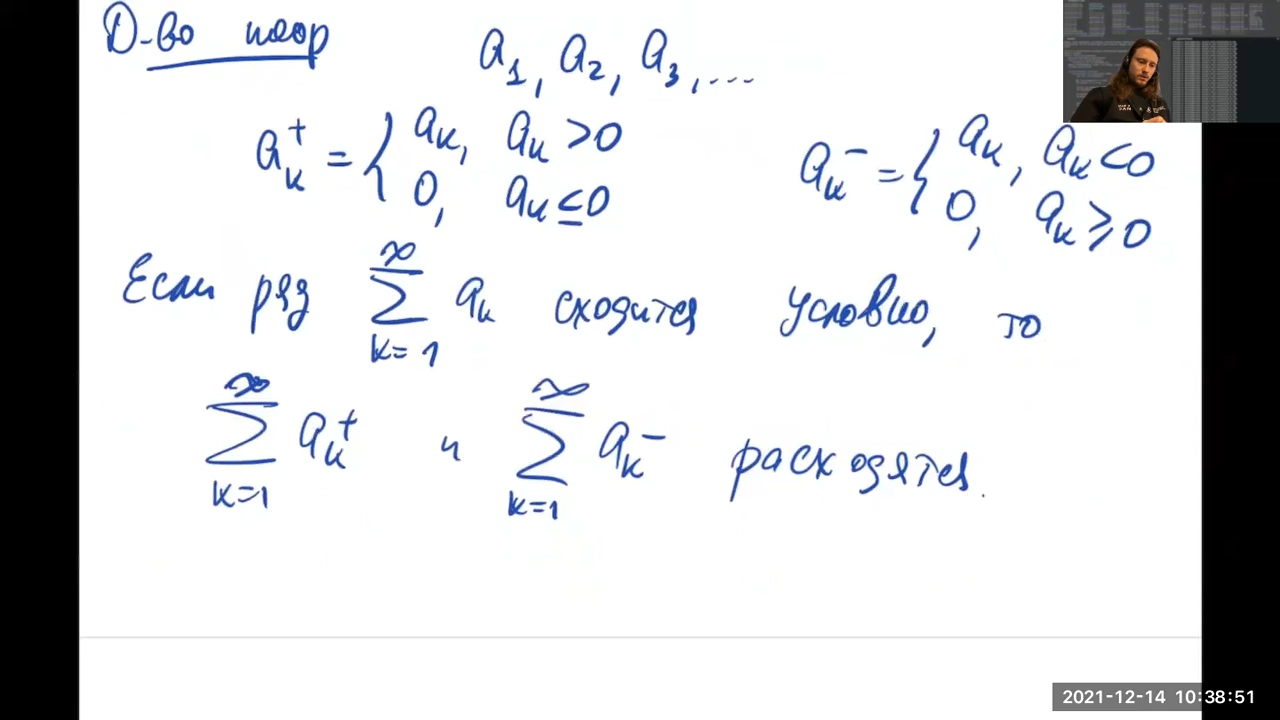 Д-во теор
a₁, a₂, a₃, ...
aₖ⁺ = { aₖ, aₖ > 0
0, aₖ ≤ 0
aₖ⁻ = { aₖ, aₖ < 0
0, aₖ ⩾ 0
Если ряд ∑_{k=1}^{∞} aₖ сходится условно, то
∑_{k=1}^{∞} aₖ⁺ и ∑_{k=1}^{∞} aₖ⁻ расходятся.
2021-12-14 10:38:51